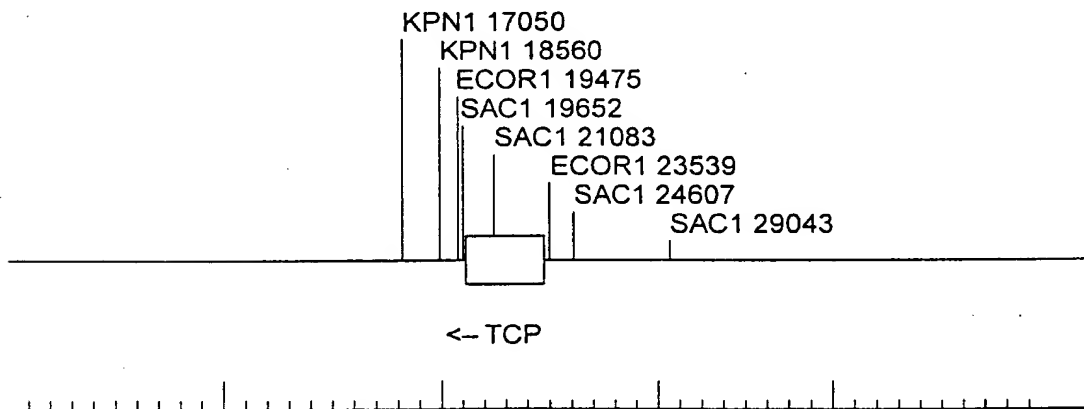 KPN1 17050
KPN1 18560
ECOR1 19475
SAC1 19652
SAC1 21083
ECOR1 23539
SAC1 24607
SAC1 29043
<-- TCP